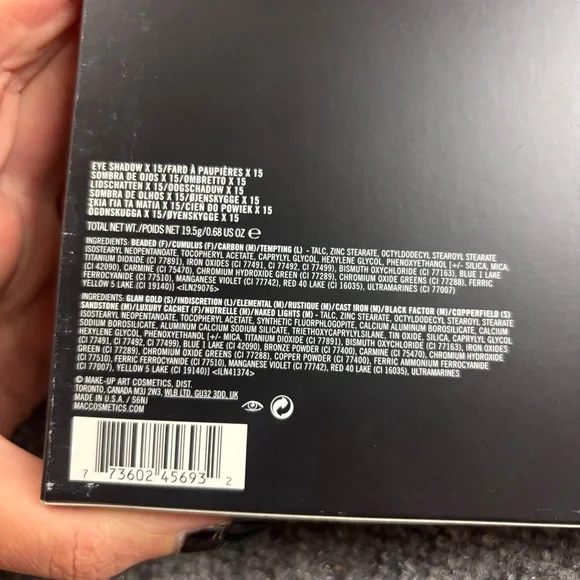 EYE SHADOW X 15/FARD À PAUPIÈRES X 15
SOMBRA DE OJOS X 15/OMBRETTO X 15
LIDSCHATTEN X 15/OOGSCHADUW X 15
SOMBRA DE OLHOS X 15/ØJENSKYGGE X 15
ΣΚΙΑ ΓΙΑ ΤΑ ΜΑΤΙΑ X 15/CIEŃ DO POWIEK X 15
ÖGONSKUGGA X 15/ØYENSKYGGE X 15
TOTAL NET WT./POIDS NET 19.5g/0.68 US OZ ℮
INGREDIENTS: BEADED (F)/CUMULUS (F)/CARBON (M)/TEMPTING (L) - TALC, ZINC STEARATE, OCTYLDODECYL STEAROYL STEARATE
ISOSTEARYL NEOPENTANOATE, TOCOPHERYL ACETATE, CAPRYLYL GLYCOL, HEXYLENE GLYCOL, PHENOXYETHANOL [+/- SILICA, MICA,
TITANIUM DIOXIDE (CI 77891), IRON OXIDES (CI 77491, CI 77492, CI 77499), BISMUTH OXYCHLORIDE (CI 77163), BLUE 1 LAKE
(CI 42090), CARMINE (CI 75470), CHROMIUM HYDROXIDE GREEN (CI 77289), CHROMIUM OXIDE GREENS (CI 77288), FERRIC
FERROCYANIDE (CI 77510), MANGANESE VIOLET (CI 77742), RED 40 LAKE (CI 16035), ULTRAMARINES (CI 77007)
YELLOW 5 LAKE (CI 19140)] <ILN29076>
INGREDIENTS: GLAM GOLD (S)/INDISCRETION (L)/ELEMENTAL (M)/RUSTIQUE (M)/CAST IRON (M)/BLACK FACTOR (M)/COPPERFIELD (S)
SANDSTONE (M)/LUXURY CACHET (F)/NUTMEG (M)/NAKED LIGHTS (M) - TALC, ZINC STEARATE, OCTYLDODECYL STEAROYL STEARATE
ISOSTEARYL NEOPENTANOATE, TOCOPHERYL ACETATE, SYNTHETIC FLUORPHLOGOPITE, CALCIUM ALUMINUM BOROSILICATE, CALCIUM
SODIUM BOROSILICATE, ALUMINUM CALCIUM SODIUM SILICATE, TRIETHOXYCAPRYLYLSILANE, TIN OXIDE, SILICA, CAPRYLYL GLYCOL
HEXYLENE GLYCOL, PHENOXYETHANOL [+/- MICA, TITANIUM DIOXIDE (CI 77891), BISMUTH OXYCHLORIDE (CI 77163), IRON OXIDES
(CI 77491, CI 77492, CI 77499), BLUE 1 LAKE (CI 42090), BRONZE POWDER (CI 77400), CARMINE (CI 75470), CHROMIUM HYDROXIDE
GREEN (CI 77289), CHROMIUM OXIDE GREENS (CI 77288), COPPER POWDER (CI 77400), FERRIC AMMONIUM FERROCYANIDE
(CI 77510), FERRIC FERROCYANIDE (CI 77510), MANGANESE VIOLET (CI 77742), RED 40 LAKE (CI 16035), ULTRAMARINES
(CI 77007), YELLOW 5 LAKE (CI 19140)] <ILN41374>
© MAKE-UP ART COSMETICS, DIST.
TORONTO, CANADA M3J 2W3, WLB LTD. GU32 3DD, UK
MADE IN U.S.A. / S6NJ
MACCOSMETICS.COM
7 73602 45693 2